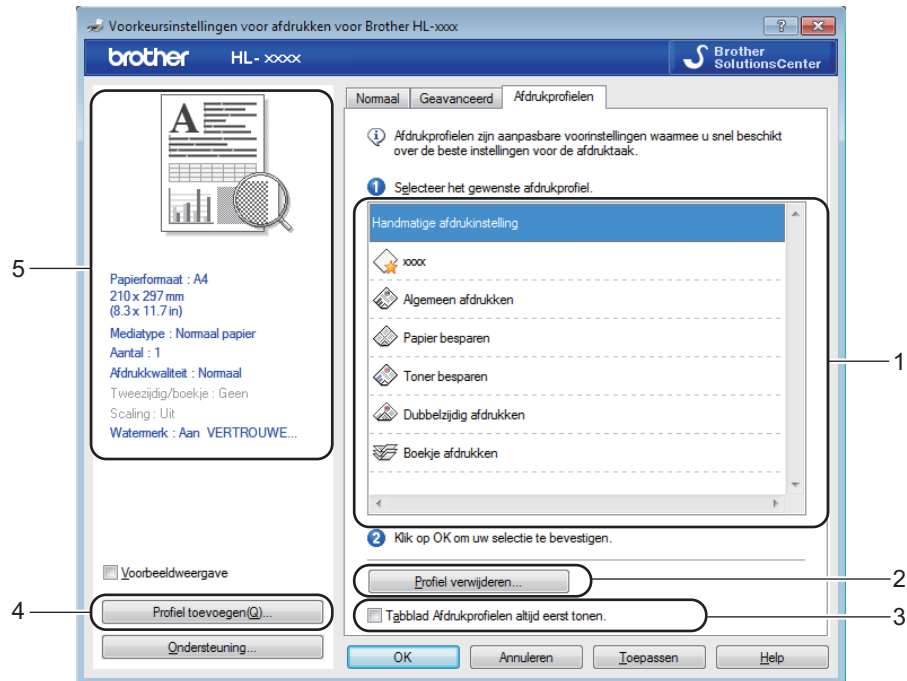 Voorkeursinstellingen voor afdrukken voor Brother HL-xxxx
brother HL- xxxx
Brother
SolutionsCenter
Normaal Geavanceerd Afdrukprofielen
A
Afdrukprofielen zijn aanpasbare voorinstellingen waarmee u snel beschikt
over de beste instellingen voor de afdruktaak.
1 Selecteer het gewenste afdrukprofiel.
Handmatige afdrukinstelling
xxxx
Algemeen afdrukken
Papier besparen
Toner besparen
Dubbelzijdig afdrukken
Boekje afdrukken
1
5
Papierformaat : A4
210 x 297 mm
(8.3 x 11.7 in)
Mediatype : Normaal papier
Aantal : 1
Afdrukkwaliteit : Normaal
Tweezijdig/boekje : Geen
Scaling : Uit
Watermerk : Aan VERTROUWE...
2 Klik op OK om uw selectie te bevestigen.
Profiel verwijderen...
2
Tabblad Afdrukprofielen altijd eerst tonen.
3
Voorbeeldweergave
4
Profiel toevoegen(Q)...
Ondersteuning...
OK Annuleren Toepassen Help